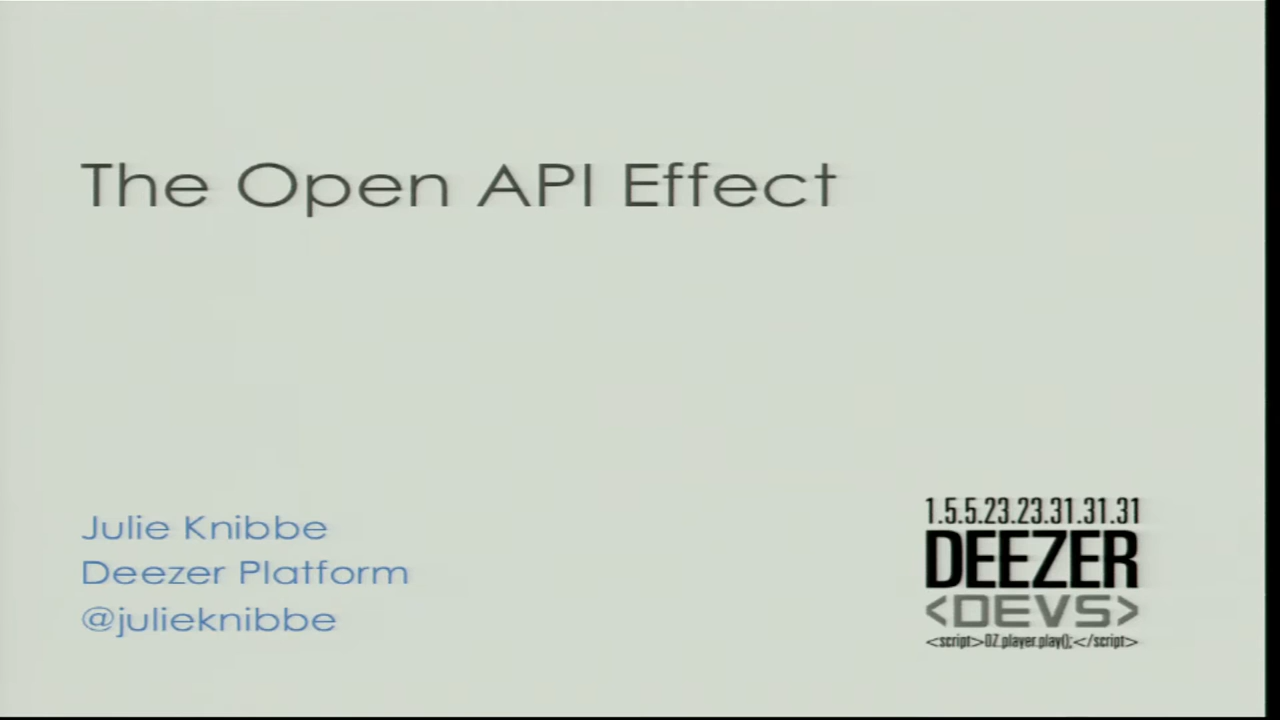 The Open API Effect
Julie Knibbe
Deezer Platform
@julieknibbe
1.5.5.23.23.31.31.31
DEEZER
<DEVS>
<script>DZ.player.play();</script>